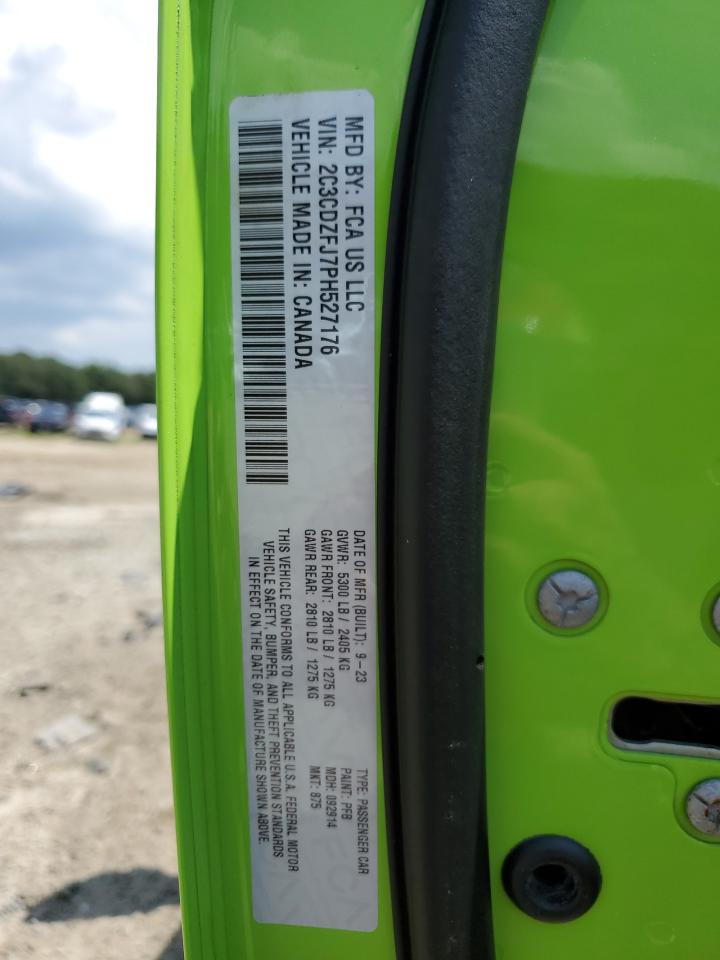 MFD BY: FCA US LLC
VIN: 2C3CDZFJ7PH527176
VEHICLE MADE IN: CANADA
DATE OF MFR (BUILT): 9-23
GVWR: 5300 LB / 2405 KG
GAWR FRONT: 2810 LB / 1275 KG
GAWR REAR: 2810 LB / 1275 KG
THIS VEHICLE CONFORMS TO ALL APPLICABLE U.S.A. FEDERAL MOTOR
VEHICLE SAFETY, BUMPER, AND THEFT PREVENTION STANDARDS
IN EFFECT ON THE DATE OF MANUFACTURE SHOWN ABOVE.
TYPE: PASSENGER CAR
PAINT: PFB
MDH: 092914
MKT: 875